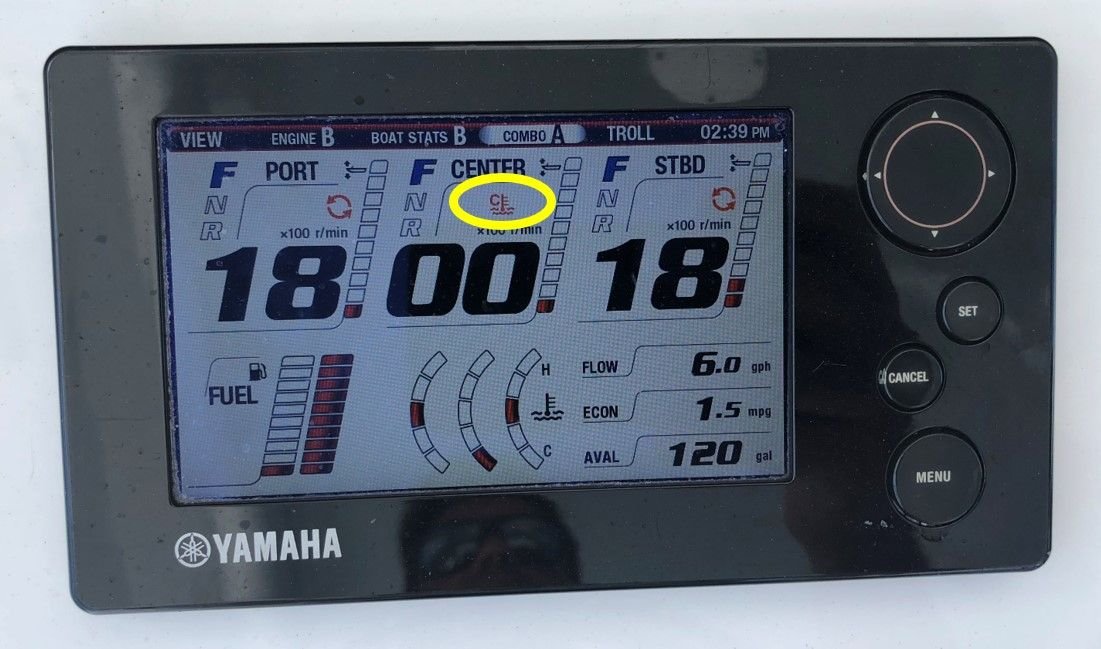 VIEW ENGINE B BOAT STATS B COMBO A TROLL 02:39 PM
F PORT F CENTER F STBD
N N C N
R ×100 r/min R ×100 r/min R ×100 r/min
18 00 18
SET
FUEL H FLOW 6.0 gph
CANCEL
ECON 1.5 mpg
C AVAL 120 gal
MENU
YAMAHA